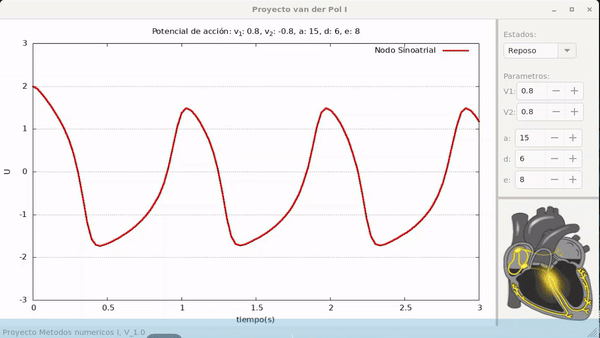 Proyecto van der Pol I
Potencial de acción: v1: 0.8, v2: -0.8, a: 15, d: 6, e: 8
Nodo Sinoatrial
3
2
1
0
-1
-2
-3
U
0
0.5
1
1.5
2
2.5
3
tiempo(s)
Estados:
Reposo
Parametros:
V1: 0.8 − +
V2: 0.8 − +
a: 15 − +
d: 6 − +
e: 8 − +
Proyecto Metodos numericos I, V_1.0